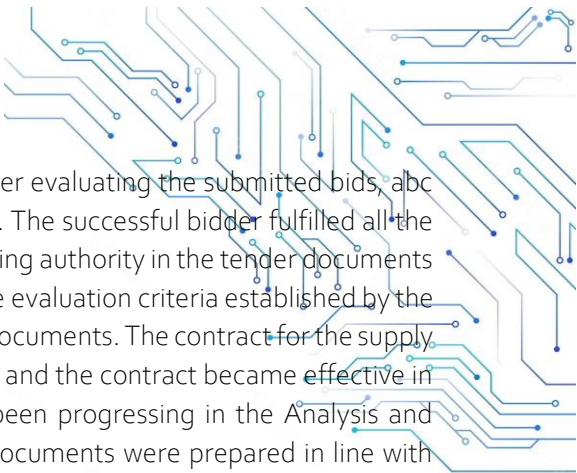 er evaluating the submitted bids, abc
. The successful bidder fulfilled all the
ing authority in the tender documents
e evaluation criteria established by the
ocuments. The contract for the supply
and the contract became effective in
been progressing in the Analysis and
ocuments were prepared in line with